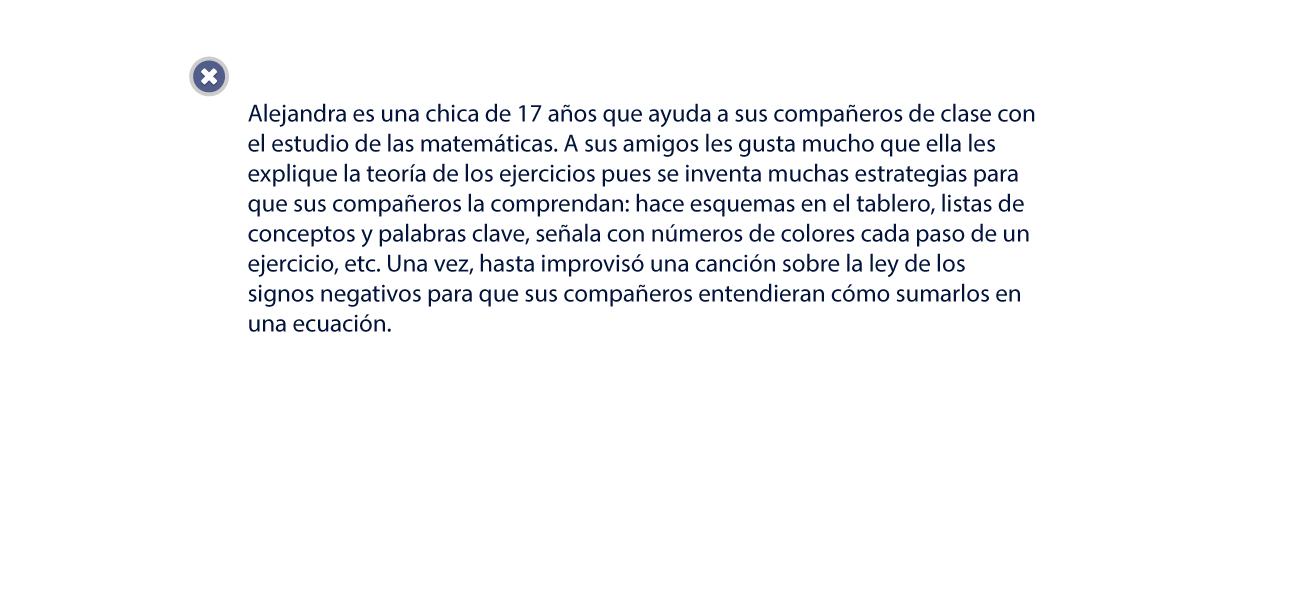 Alejandra es una chica de 17 años que ayuda a sus compañeros de clase con
el estudio de las matemáticas. A sus amigos les gusta mucho que ella les
explique la teoría de los ejercicios pues se inventa muchas estrategias para
que sus compañeros la comprendan: hace esquemas en el tablero, listas de
conceptos y palabras clave, señala con números de colores cada paso de un
ejercicio, etc. Una vez, hasta improvisó una canción sobre la ley de los
signos negativos para que sus compañeros entendieran cómo sumarlos en
una ecuación.